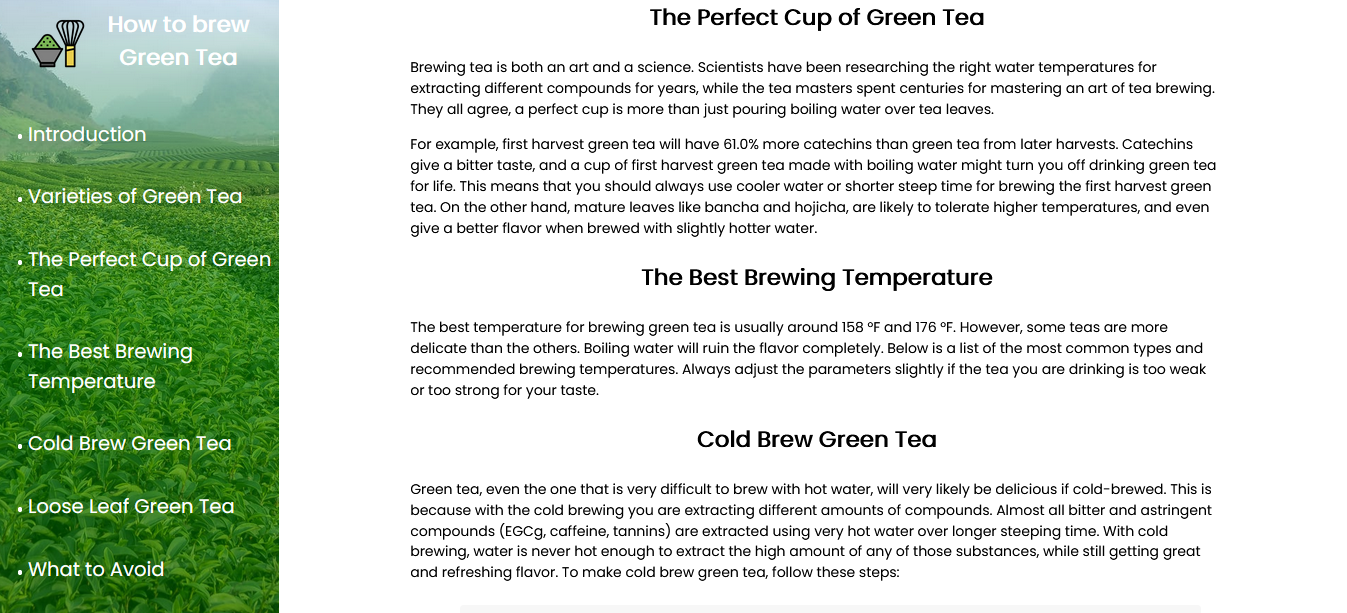 How to brew
Green Tea
Introduction
Varieties of Green Tea
The Perfect Cup of Green
Tea
The Best Brewing
Temperature
Cold Brew Green Tea
Loose Leaf Green Tea
What to Avoid
The Perfect Cup of Green Tea
Brewing tea is both an art and a science. Scientists have been researching the right water temperatures for
extracting different compounds for years, while the tea masters spent centuries for mastering an art of tea brewing.
They all agree, a perfect cup is more than just pouring boiling water over tea leaves.
For example, first harvest green tea will have 61.0% more catechins than green tea from later harvests. Catechins
give a bitter taste, and a cup of first harvest green tea made with boiling water might turn you off drinking green tea
for life. This means that you should always use cooler water or shorter steep time for brewing the first harvest green
tea. On the other hand, mature leaves like bancha and hojicha, are likely to tolerate higher temperatures, and even
give a better flavor when brewed with slightly hotter water.
The Best Brewing Temperature
The best temperature for brewing green tea is usually around 158 °F and 176 °F. However, some teas are more
delicate than the others. Boiling water will ruin the flavor completely. Below is a list of the most common types and
recommended brewing temperatures. Always adjust the parameters slightly if the tea you are drinking is too weak
or too strong for your taste.
Cold Brew Green Tea
Green tea, even the one that is very difficult to brew with hot water, will very likely be delicious if cold-brewed. This is
because with the cold brewing you are extracting different amounts of compounds. Almost all bitter and astringent
compounds (EGCg, caffeine, tannins) are extracted using very hot water over longer steeping time. With cold
brewing, water is never hot enough to extract the high amount of any of those substances, while still getting great
and refreshing flavor. To make cold brew green tea, follow these steps: